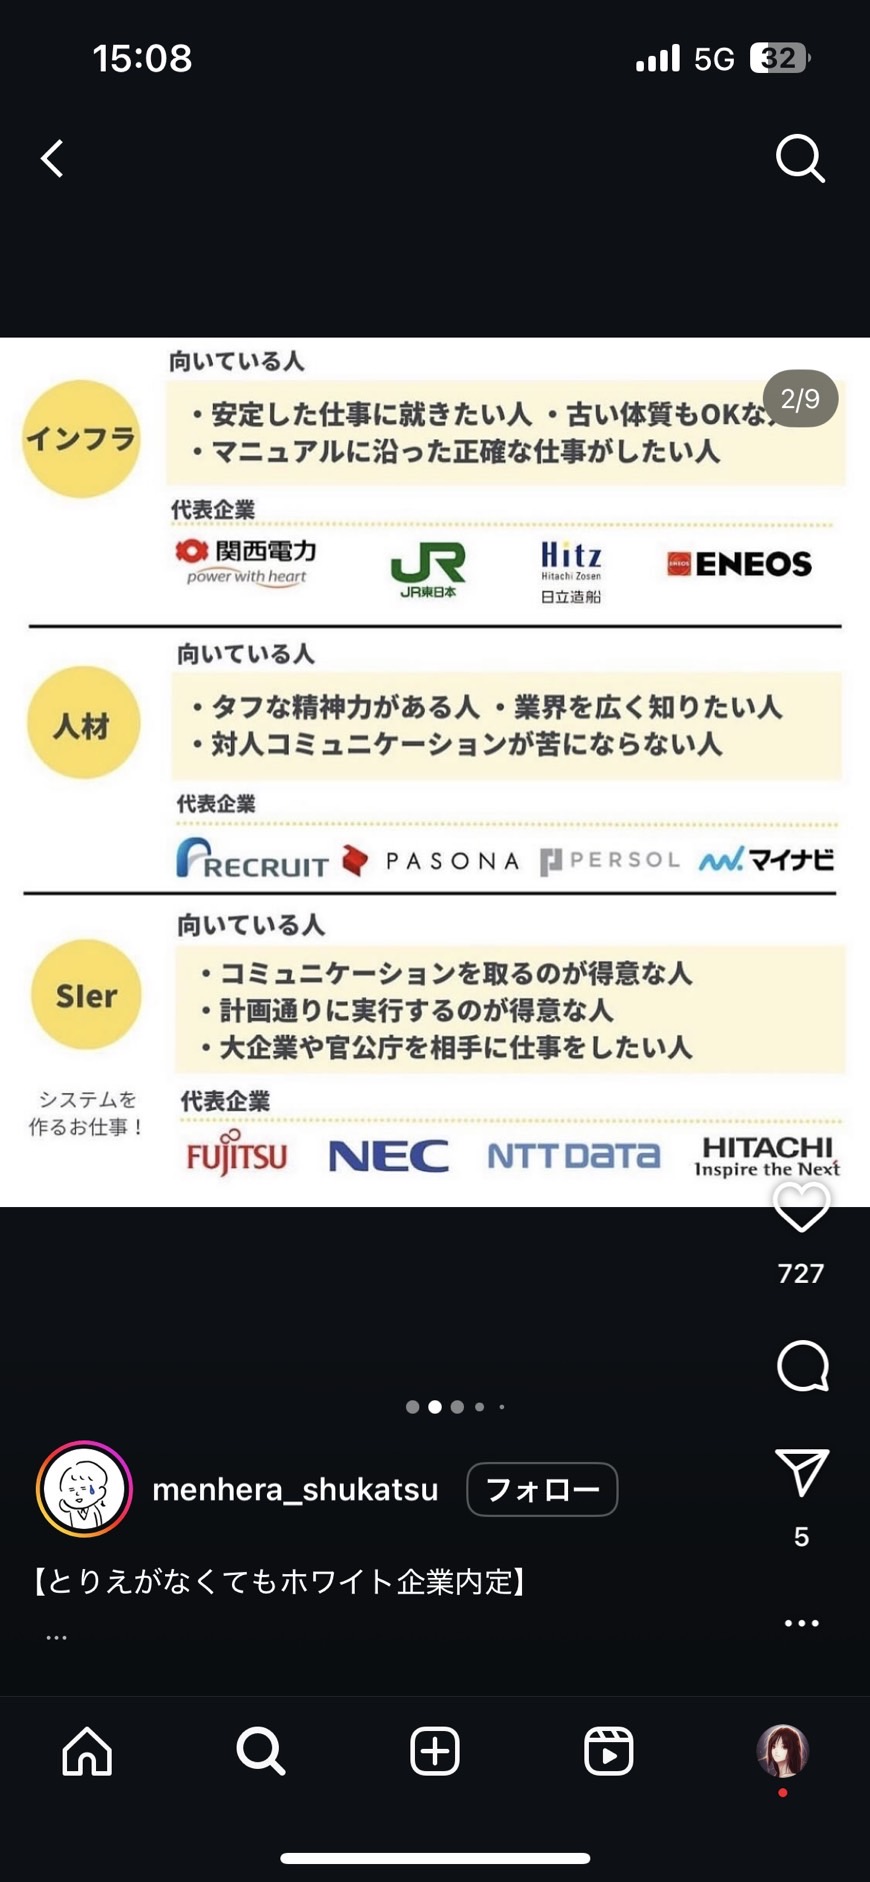 15:08
5G
32
向いている人
2/9
インフラ
・安定した仕事に就きたい人 ・古い体質もOKな
・マニュアルに沿った正確な仕事がしたい人
代表企業
関西電力
power with heart
JR
JR東日本
Hitz
Hitachi Zosen
日立造船
ENEOS
ENEOS
向いている人
人材
・タフな精神力がある人 ・業界を広く知りたい人
・対人コミュニケーションが苦にならない人
代表企業
RECRUIT
PASONA
PERSOL
マイナビ
向いている人
SIer
・コミュニケーションを取るのが得意な人
・計画通りに実行するのが得意な人
・大企業や官公庁を相手に仕事をしたい人
システムを
作るお仕事！
代表企業
FUJITSU
NEC
NTT DATA
HITACHI
Inspire the Next
727
menhera_shukatsu
フォロー
5
【とりえがなくてもホワイト企業内定】
...